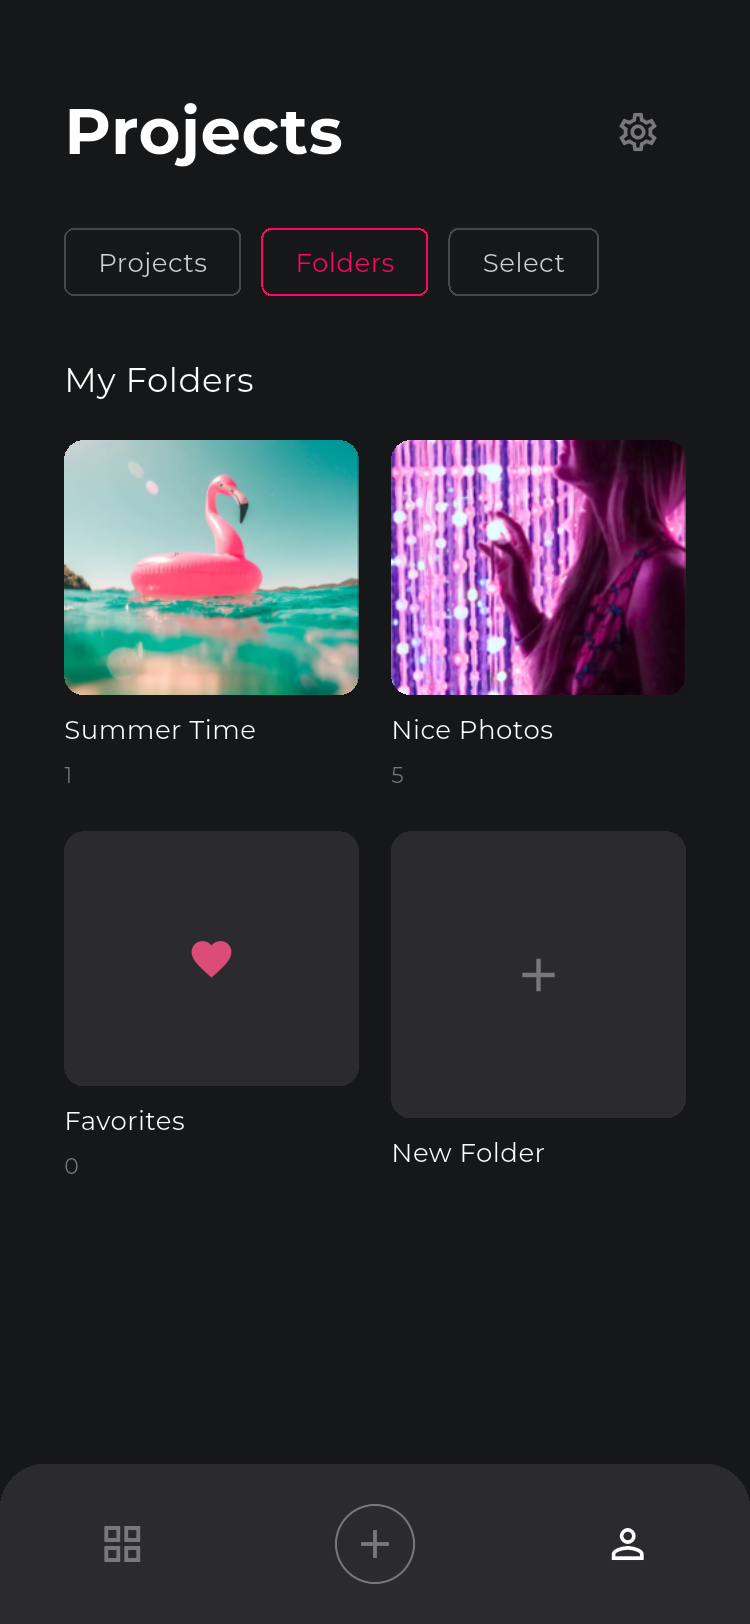 Projects
Projects
Folders
Select
My Folders
Summer Time
1
Nice Photos
5
Favorites
0
New Folder